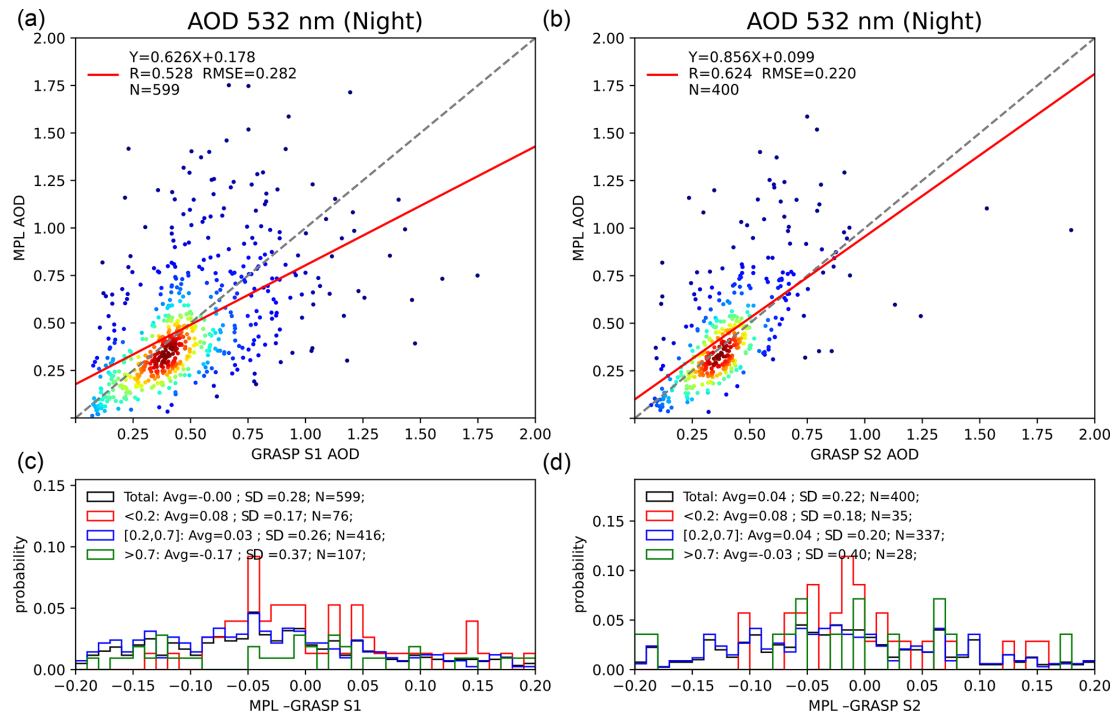 (a)
AOD 532 nm (Night)
Y=0.626X+0.178
R=0.528 RMSE=0.282
N=599
2.00
1.75
1.50
1.25
1.00
0.75
0.50
0.25
MPL AOD
0.25 0.50 0.75 1.00 1.25 1.50 1.75 2.00
GRASP S1 AOD
(b)
AOD 532 nm (Night)
Y=0.856X+0.099
R=0.624 RMSE=0.220
N=400
2.00
1.75
1.50
1.25
1.00
0.75
0.50
0.25
MPL AOD
0.25 0.50 0.75 1.00 1.25 1.50 1.75 2.00
GRASP S2 AOD
(c)
Total: Avg=-0.00 ; SD =0.28; N=599;
<0.2: Avg=0.08 ; SD =0.17; N=76;
[0.2,0.7]: Avg=0.03 ; SD =0.26; N=416;
>0.7: Avg=-0.17 ; SD =0.37; N=107;
0.15
0.10
0.05
0.00
probability
−0.20 −0.15 −0.10 −0.05 0.00 0.05 0.10 0.15 0.20
MPL –GRASP S1
(d)
Total: Avg=0.04 ; SD =0.22; N=400;
<0.2: Avg=0.08 ; SD =0.18; N=35;
[0.2,0.7]: Avg=0.04 ; SD =0.20; N=337;
>0.7: Avg=-0.03 ; SD =0.40; N=28;
0.15
0.10
0.05
0.00
probability
−0.20 −0.15 −0.10 −0.05 0.00 0.05 0.10 0.15 0.20
MPL –GRASP S2